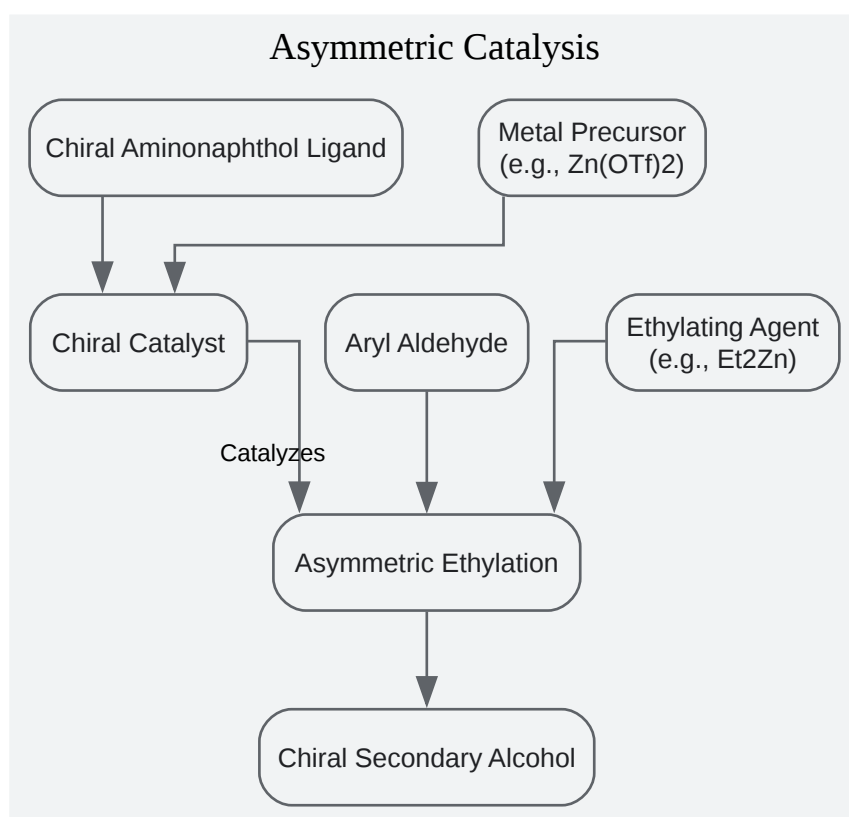 Asymmetric Catalysis
Chiral Aminonaphthol Ligand
Metal Precursor
(e.g., Zn(OTf)2)
Chiral Catalyst
Aryl Aldehyde
Ethylating Agent
(e.g., Et2Zn)
Catalyzes
Asymmetric Ethylation
Chiral Secondary Alcohol